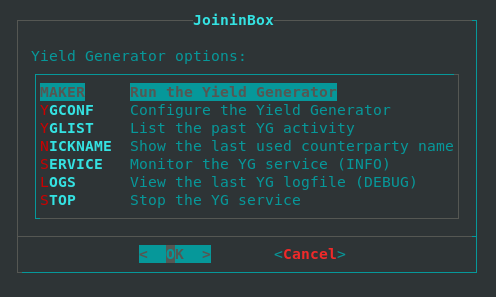 JoininBox
Yield Generator options:
MAKER Run the Yield Generator
YGCONF Configure the Yield Generator
YGLIST List the past YG activity
NICKNAME Show the last used counterparty name
SERVICE Monitor the YG service (INFO)
LOGS View the last YG logfile (DEBUG)
STOP Stop the YG service
< OK > <Cancel>